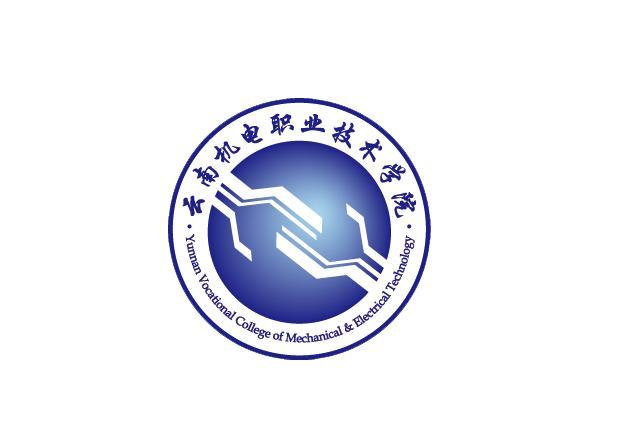 云南机电职业技术学院
Yunnan Vocational College of Mechanical & Electrical Technology